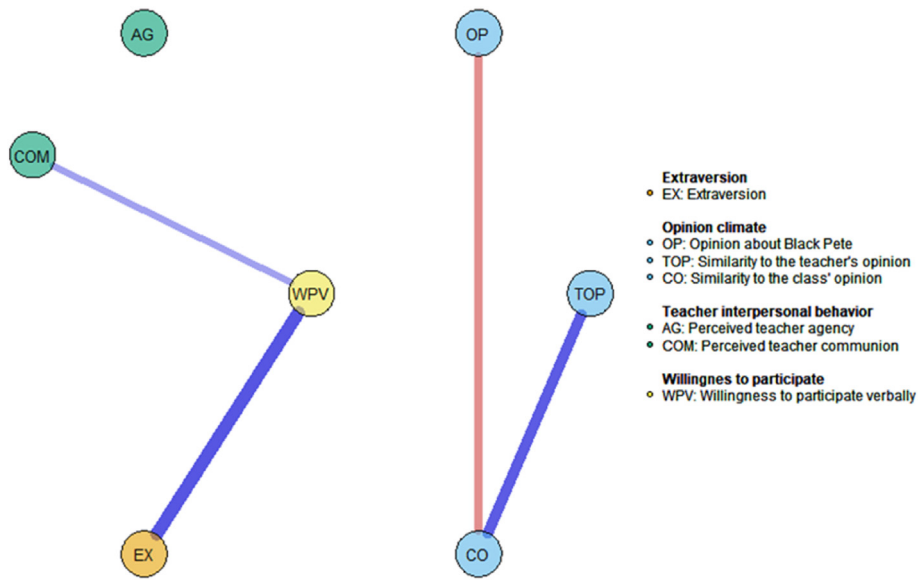 AG
OP
COM
WPV
TOP
EX
CO
Extraversion
EX: Extraversion
Opinion climate
OP: Opinion about Black Pete
TOP: Similarity to the teacher's opinion
CO: Similarity to the class' opinion
Teacher interpersonal behavior
AG: Perceived teacher agency
COM: Perceived teacher communion
Willingnes to participate
WPV: Willingness to participate verbally